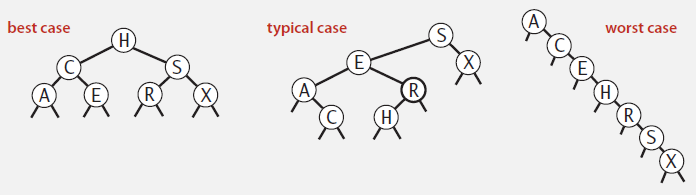 best case
H
C S
A E R X
typical case
S
E X
A R
C H
worst case
A
C
E
H
R
S
X